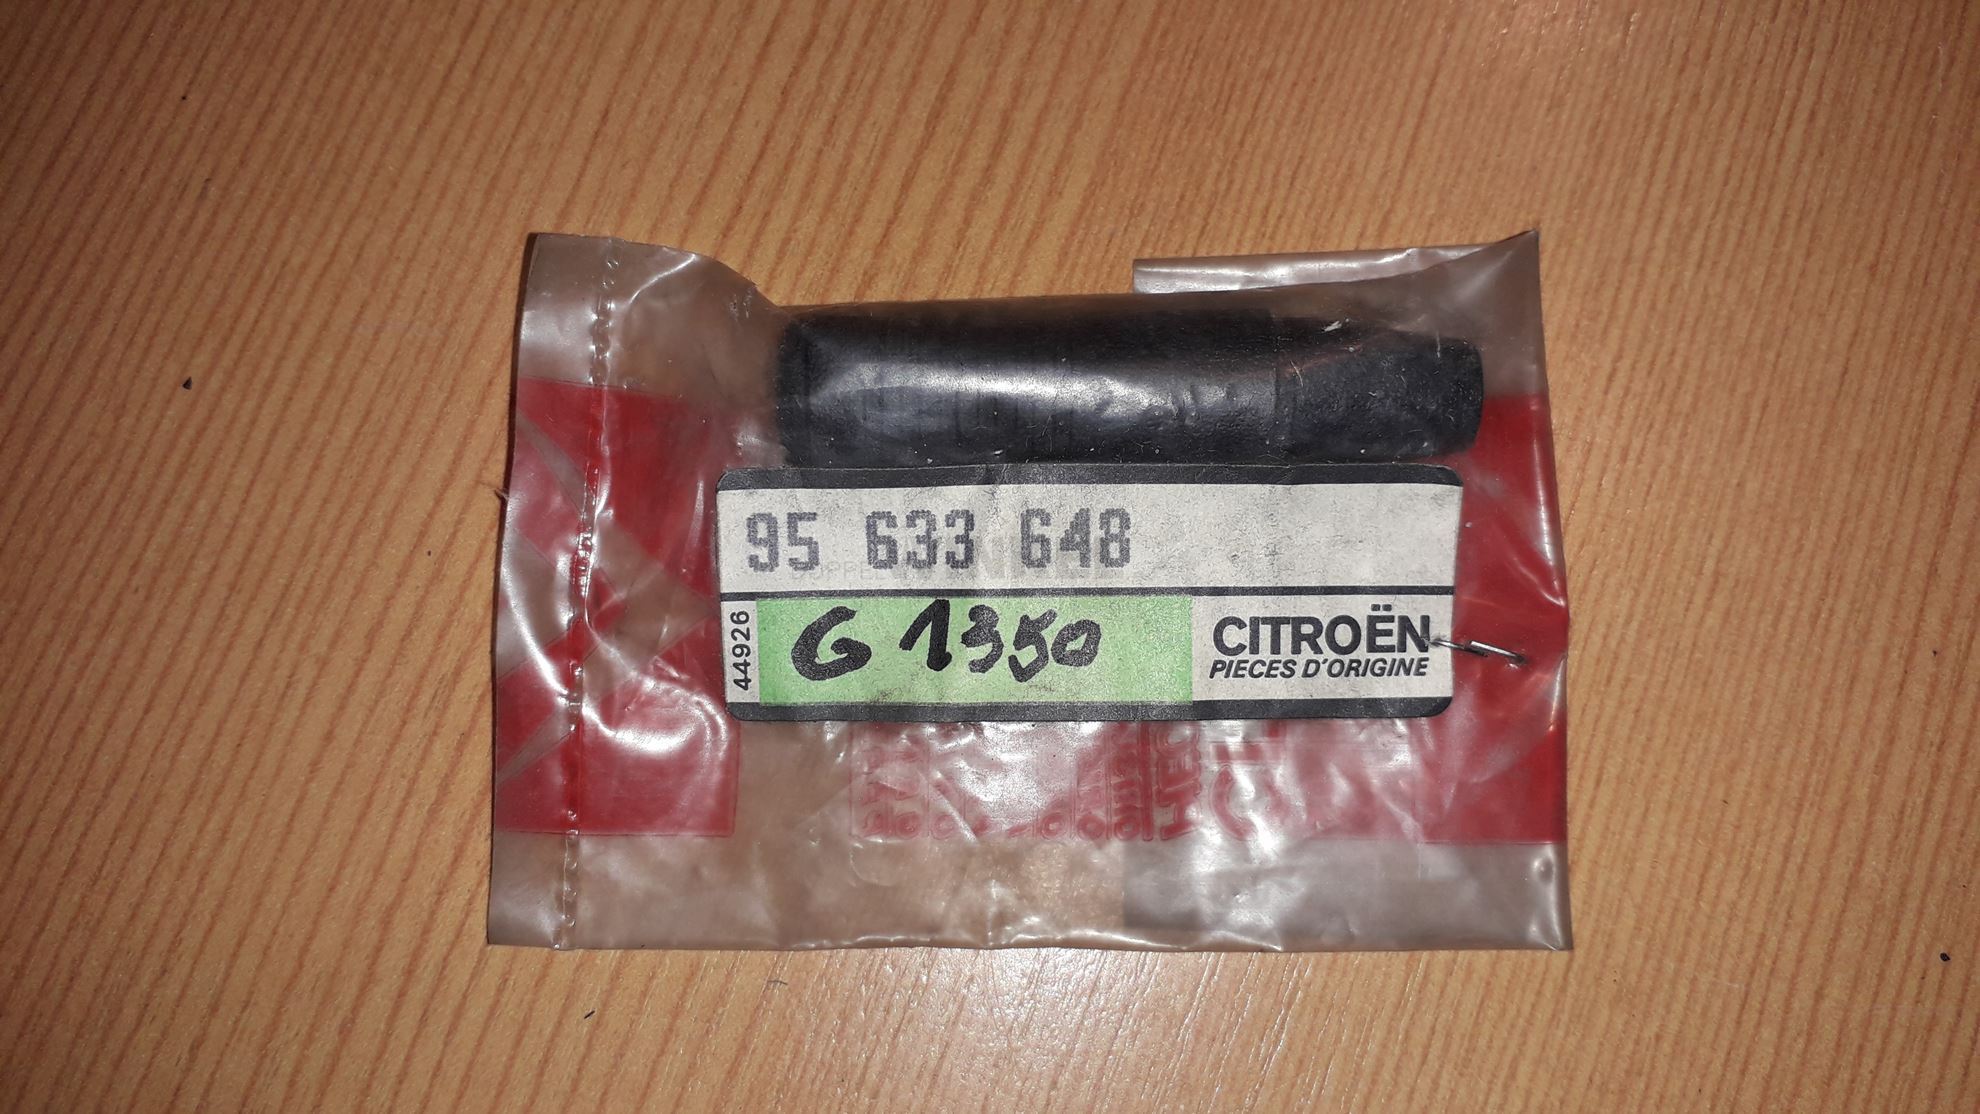 95 633 648
44926
G 1350
CITROËN
PIECES D'ORIGINE